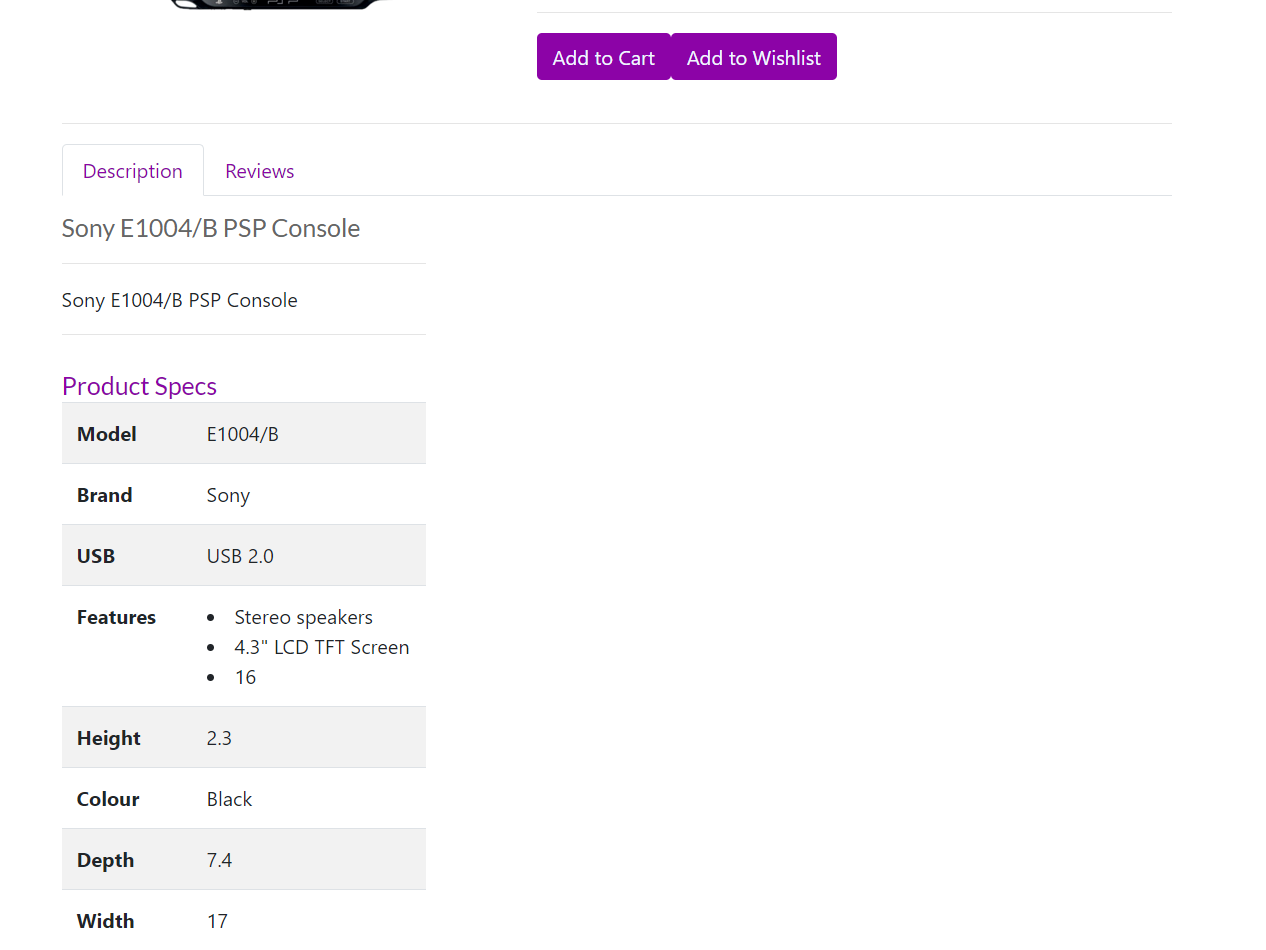 Add to Cart Add to Wishlist
Description Reviews
Sony E1004/B PSP Console
Sony E1004/B PSP Console
Product Specs
Model E1004/B
Brand Sony
USB USB 2.0
Features • Stereo speakers
• 4.3" LCD TFT Screen
• 16
Height 2.3
Colour Black
Depth 7.4
Width 17